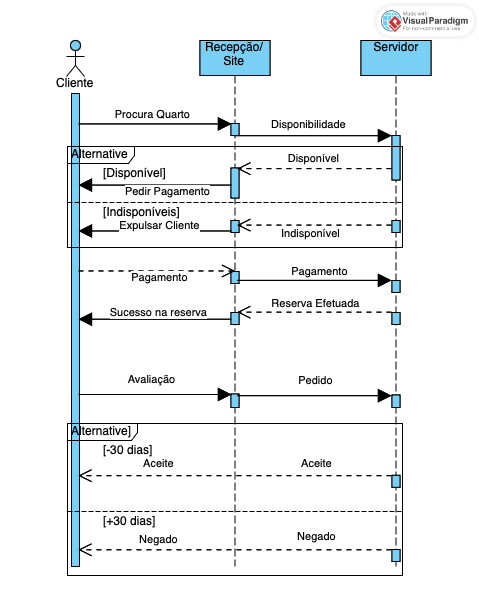 Made with
Visual Paradigm
For non-commercial use
Recepção/
Site
Servidor
Cliente
Procura Quarto
Disponibilidade
Alternative
Disponível
[Disponível]
Pedir Pagamento
[Indisponíveis]
Expulsar Cliente
Indisponível
Pagamento
Pagamento
Reserva Efetuada
Sucesso na reserva
Avaliação
Pedido
Alternative]
[-30 dias]
Aceite
Aceite
[+30 dias]
Negado
Negado